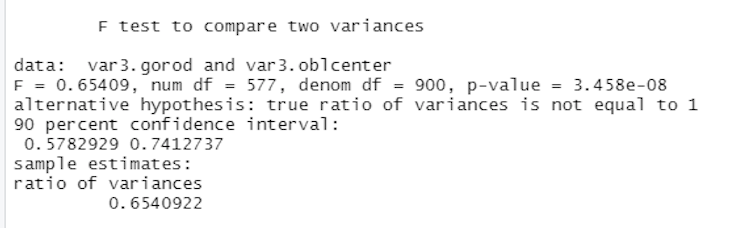 F test to compare two variances
data: var3.gorod and var3.oblcenter
F = 0.65409, num df = 577, denom df = 900, p-value = 3.458e-08
alternative hypothesis: true ratio of variances is not equal to 1
90 percent confidence interval:
0.5782929 0.7412737
sample estimates:
ratio of variances
0.6540922